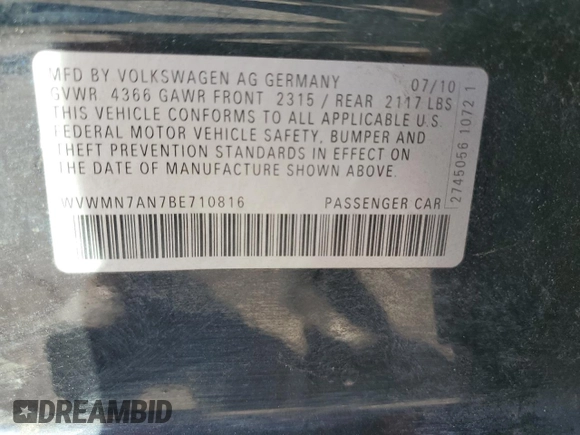 MFD BY VOLKSWAGEN AG GERMANY 07/10
GVWR 4366 GAWR FRONT 2315 / REAR 2117 LBS
THIS VEHICLE CONFORMS TO ALL APPLICABLE U.S.
FEDERAL MOTOR VEHICLE SAFETY, BUMPER AND
THEFT PREVENTION STANDARDS IN EFFECT ON
THE DATE OF MANUFACTURE SHOWN ABOVE.
WVWMN7AN7BE710816 PASSENGER CAR
2745056 1072 1
DREAMBID